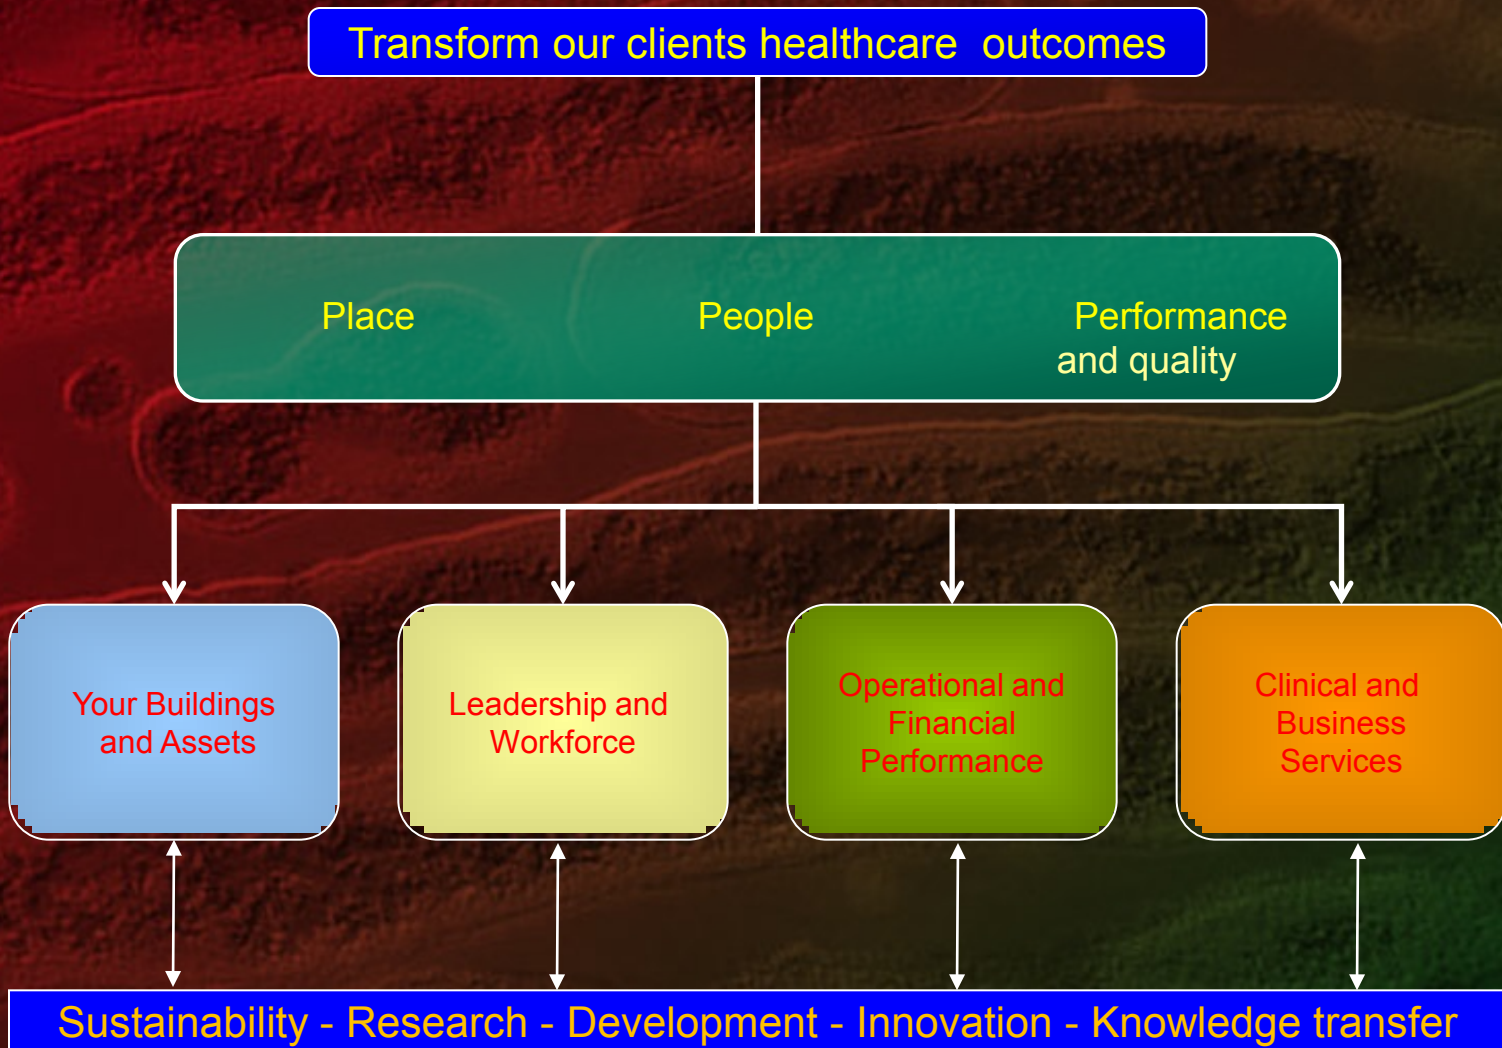 Transform our clients healthcare  outcomes
Place People Performance
and quality
Your Buildings
and Assets
Leadership and
Workforce
Operational and
Financial
Performance
Clinical and
Business
Services
Sustainability - Research - Development - Innovation - Knowledge transfer